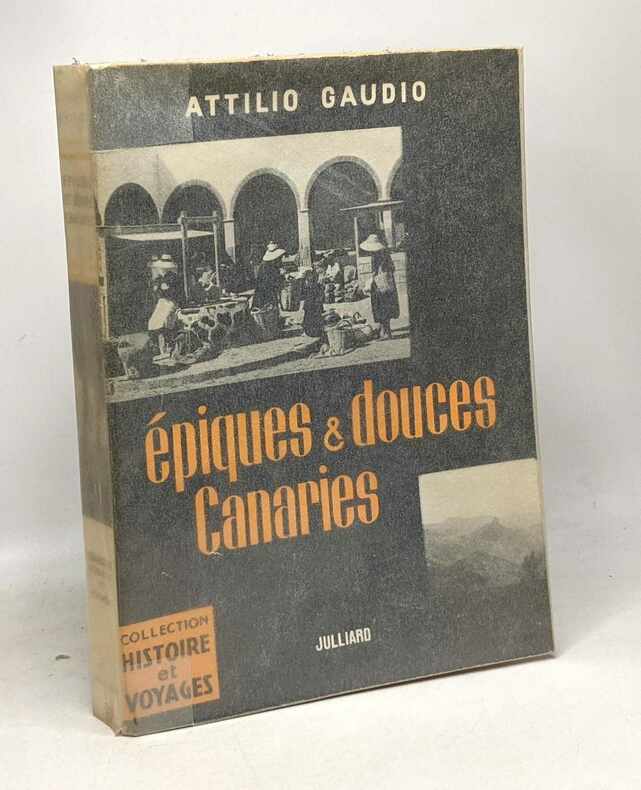 ATTILIO GAUDIO
épiques & douces
Canaries
JULLIARD
COLLECTION
HISTOIRE
et
VOYAGES